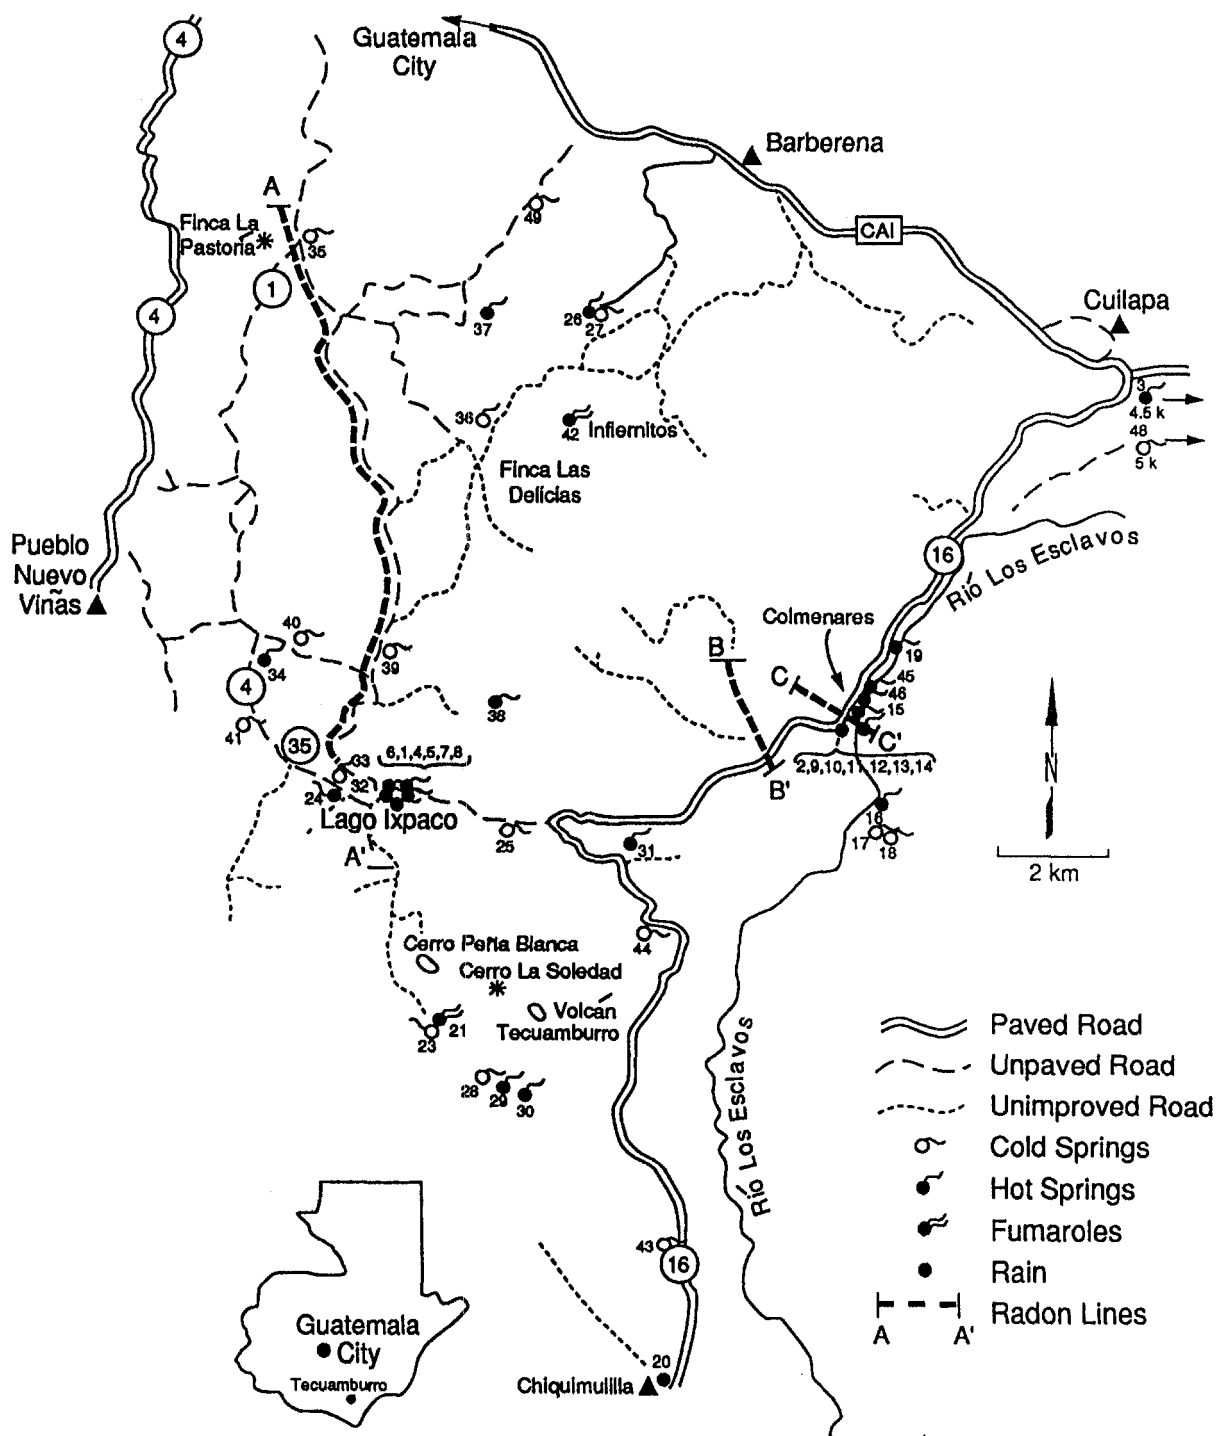 4
Guatemala
City
Barberena
A
49
Finca La
Pastoria
35
CAI
1
Cuilapa
4
37
26
27
3
4.5 k
36
42
Infiernitos
48
5 k
Finca Las
Delicias
Pueblo
Nuevo
Viñas
16
Rió Los Esclavos
Colmenares
40
39
34
B
19
C
45
46
15
4
38
41
35
C'
33
6,1,4,5,7,8
2,9,10,11,12,13,14
32
24
B'
N
Lago Ixpaco
16
25
17
18
31
A'
2 km
44
Cerro Peña Blanca
Cerro La Soledad
Volcán
Tecuamburro
21
23
Paved Road
Unpaved Road
28
29
30
Unimproved Road
Río Los Esclavos
Cold Springs
Hot Springs
Fumaroles
43
16
Rain
Radon Lines
A A'
Guatemala
City
Tecuamburro
20
Chiquimulilla